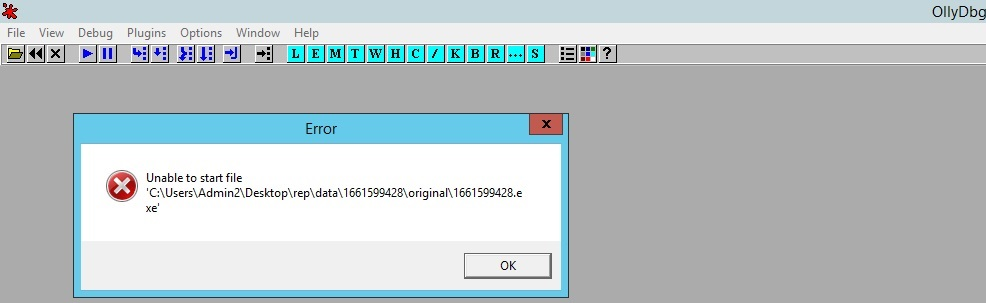 OllyDbg
File View Debug Plugins Options Window Help
L E M T W H C / K B R ... S ?
Error
x
Unable to start file
'C:\Users\Admin2\Desktop\rep\data\1661599428\original\1661599428.e
xe'
OK